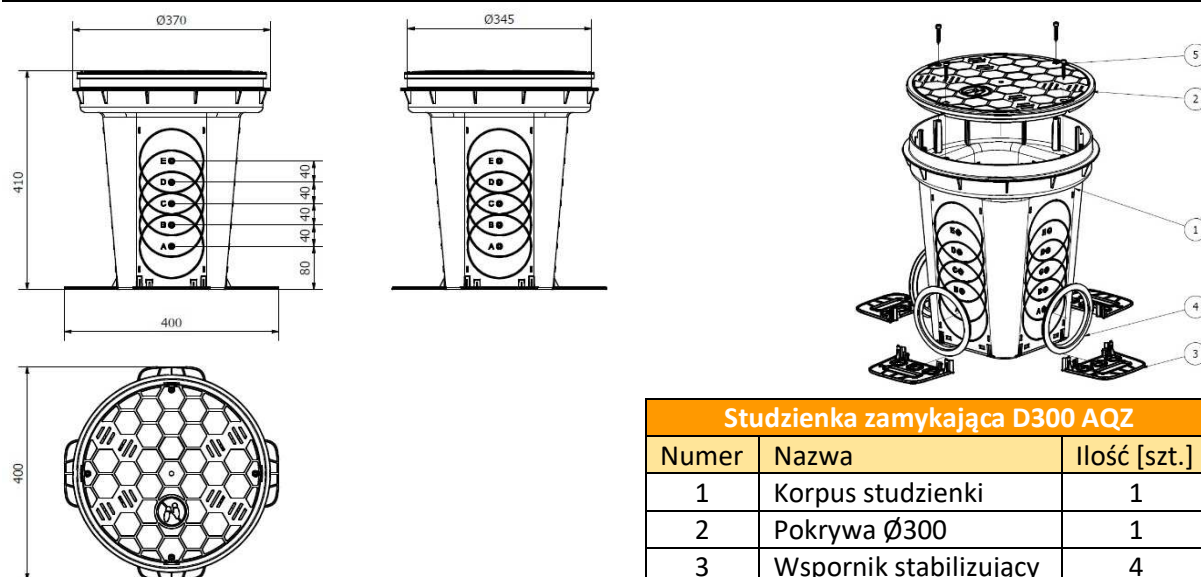 Ø370
Ø345
410
E
D
C
B
A
40
40
40
40
80
400
E
D
C
B
A
5
2
1
4
3
400
Studzienka zamykająca D300 AQZ
Numer Nazwa Ilość [szt.]
1 Korpus studzienki 1
2 Pokrywa Ø300 1
3 Wspornik stabilizujący 4